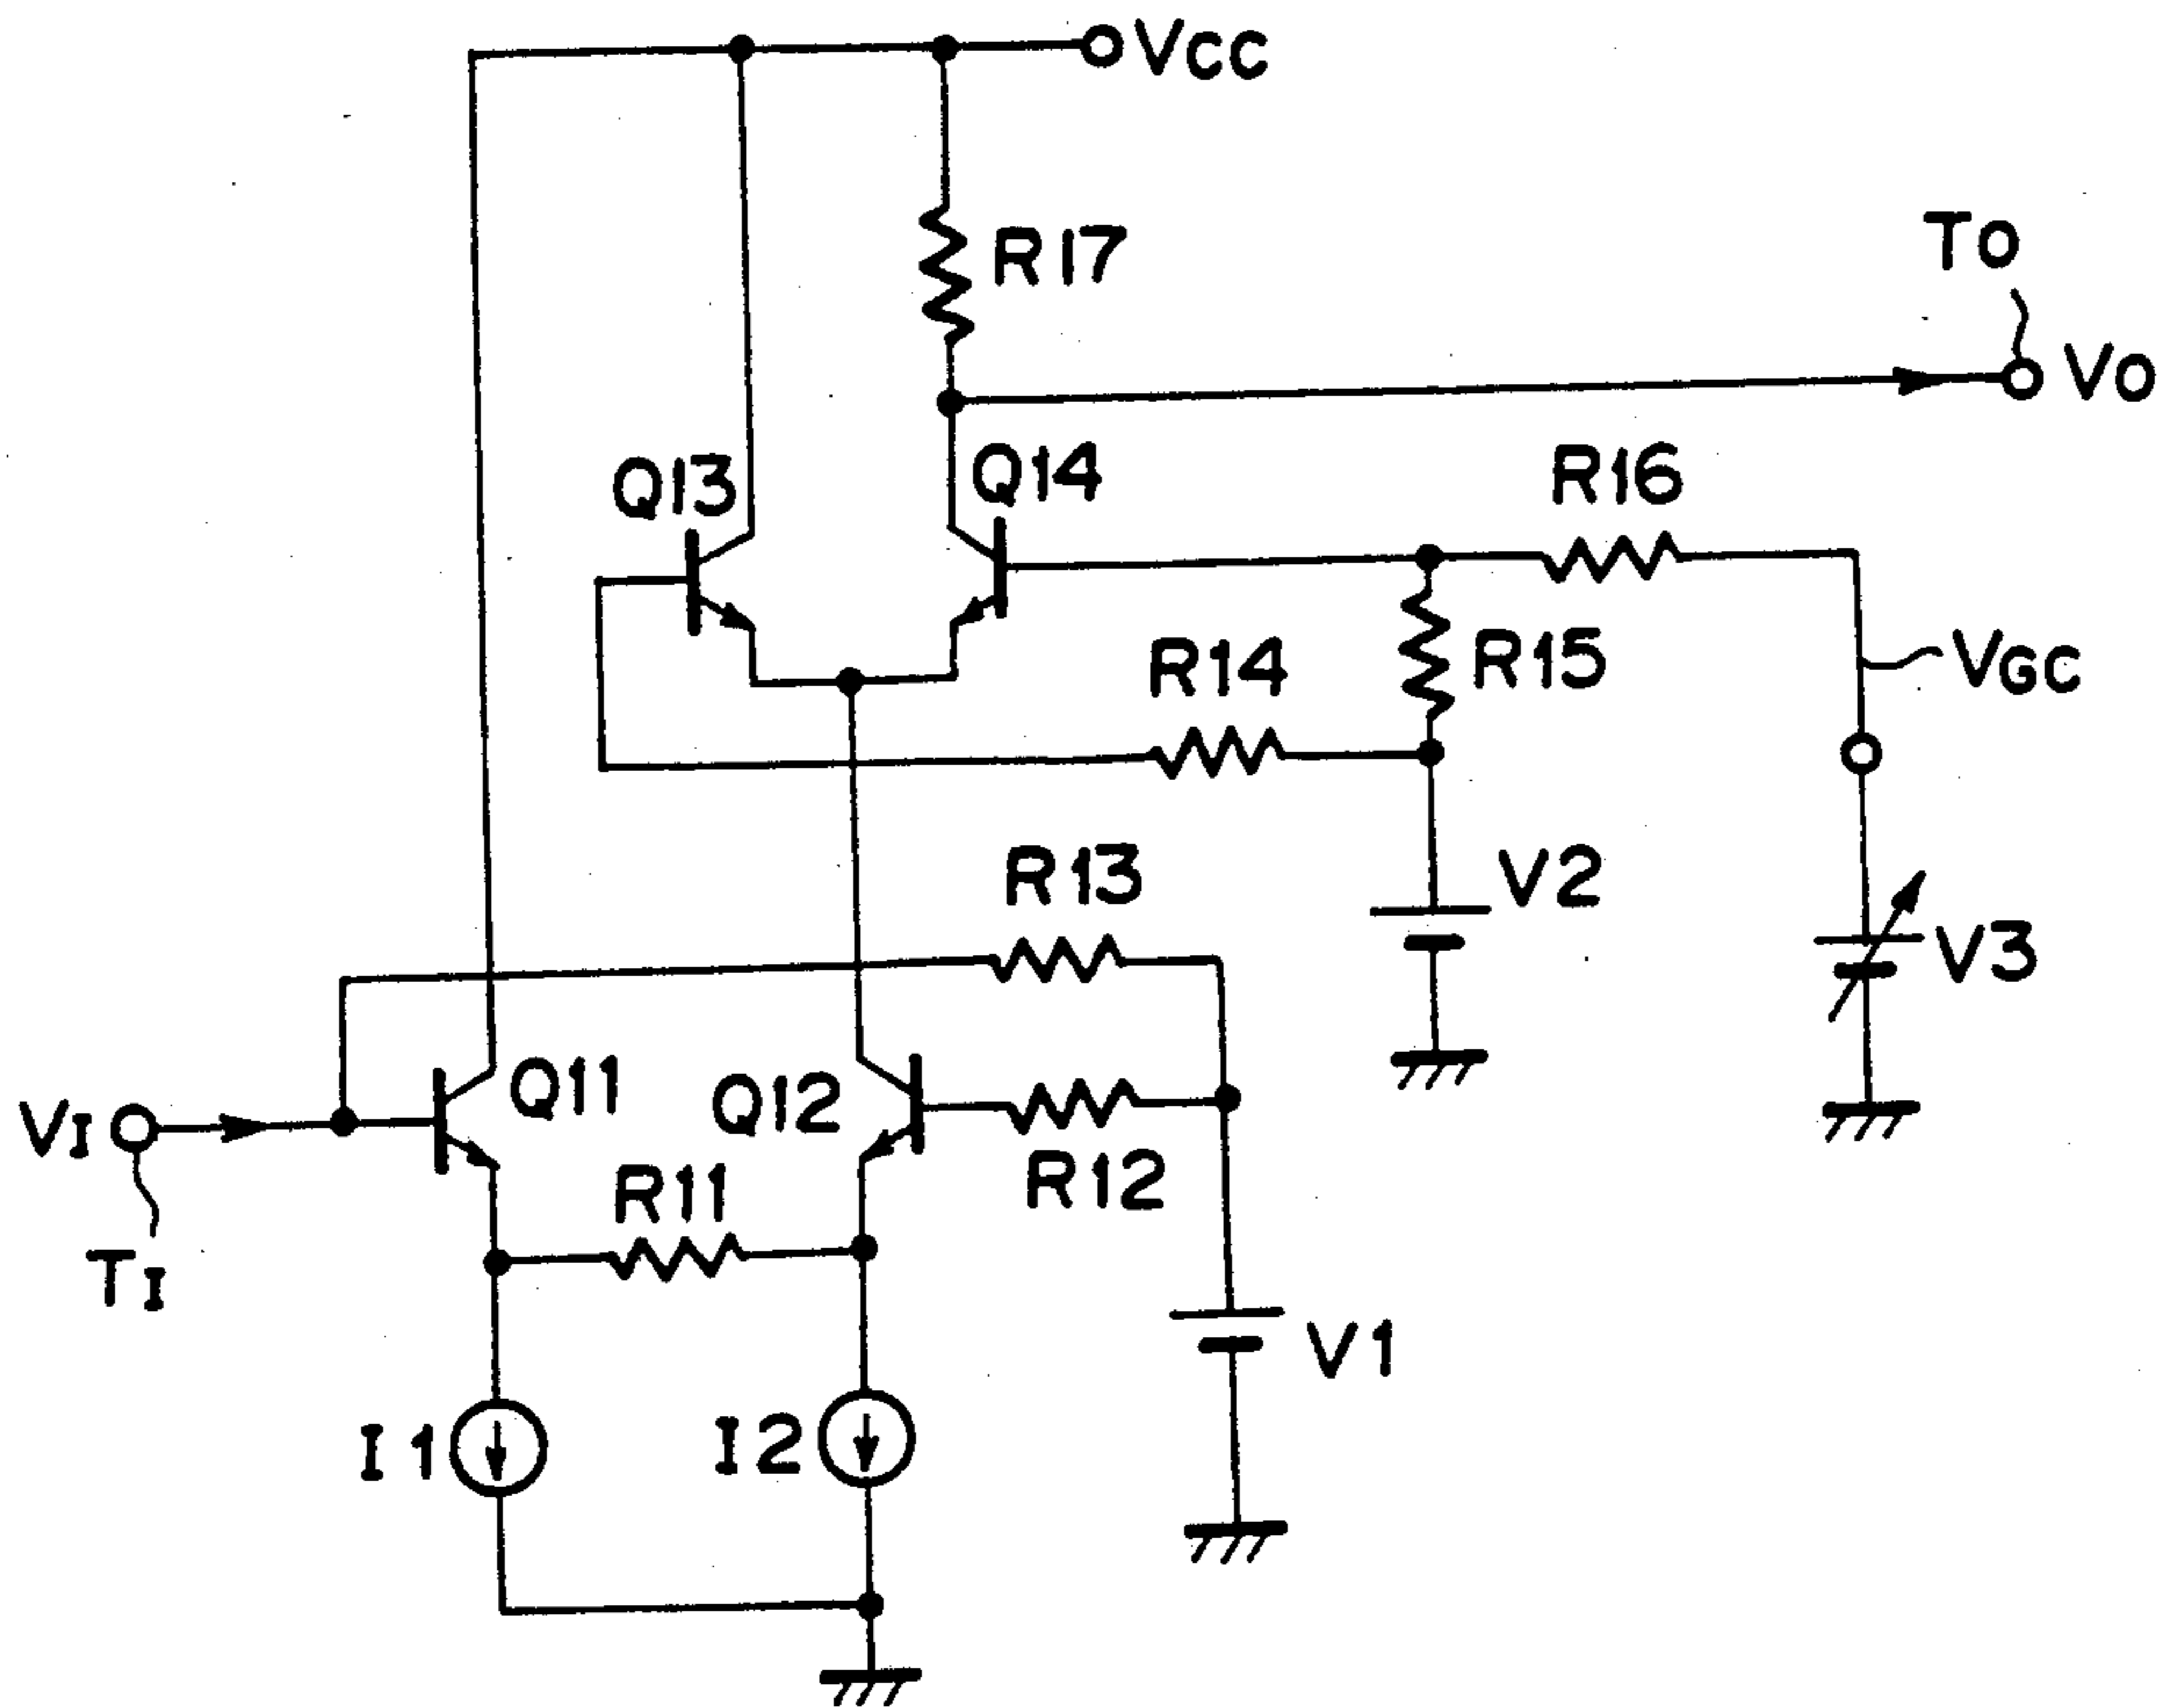 VCC
R17
TO
VO
Q13
Q14
R16
R14
R15
VGC
R13
V2
V3
VI
Q11
Q12
R12
R11
TI
V1
I1
I2